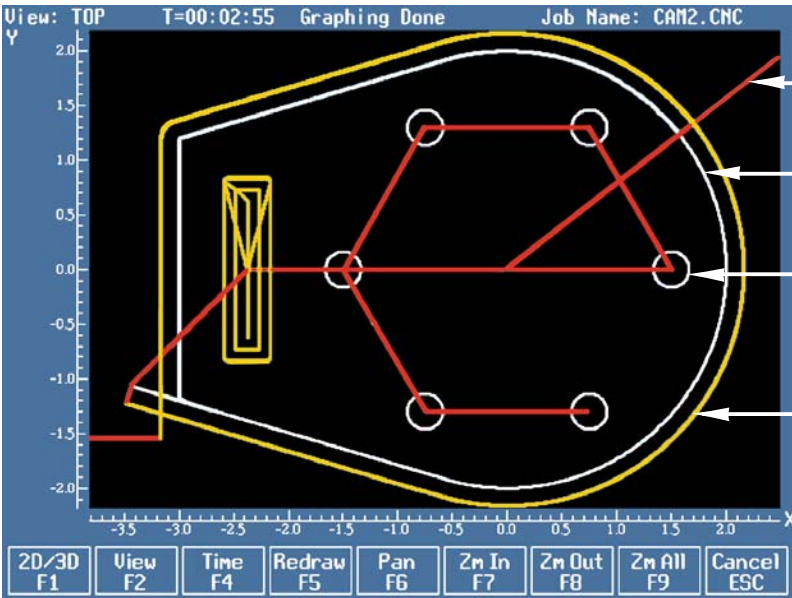 View: TOP T=00:02:55 Graphing Done Job Name: CAM2.CNC
Y
2.0
1.5
1.0
0.5
0.0
-0.5
-1.0
-1.5
-2.0
-3.5 -3.0 -2.5 -2.0 -1.5 -1.0 -0.5 0.0 0.5 1.0 1.5 2.0 X
2D/3D View Time Redraw Pan Zm In Zm Out Zm All Cancel
F1 F2 F4 F5 F6 F7 F8 F9 ESC